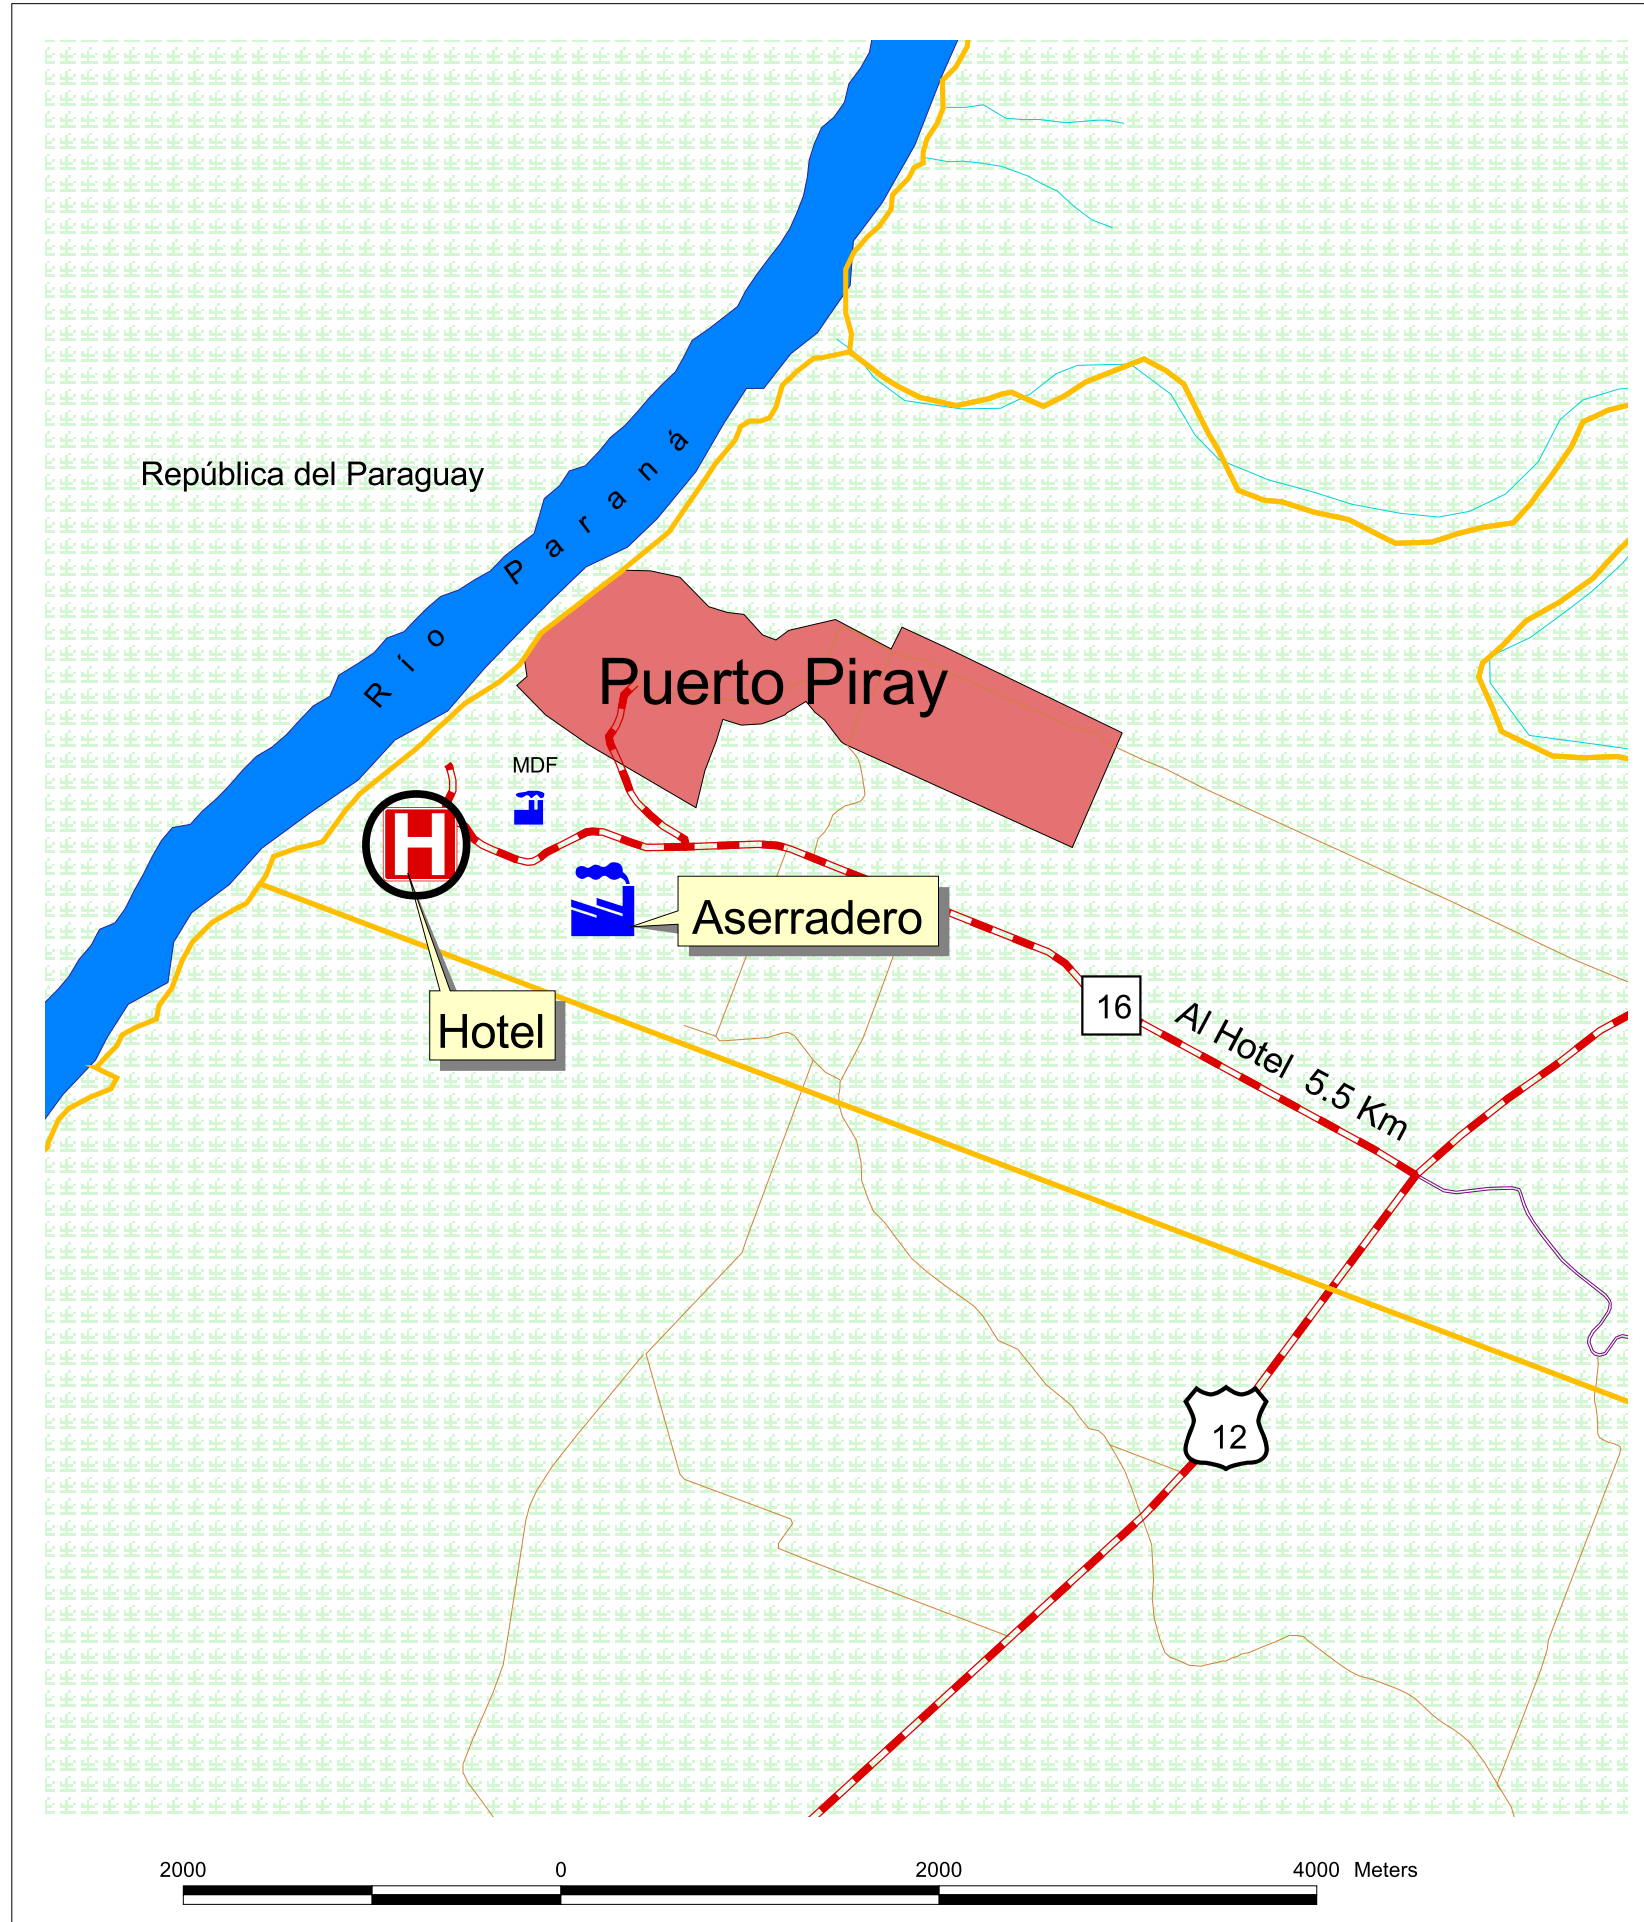 República del Paraguay
Río Paraná
Puerto Piray
MDF
H
Aserradero
Hotel
16
Al Hotel 5.5 Km
12
2000 0 2000 4000 Meters